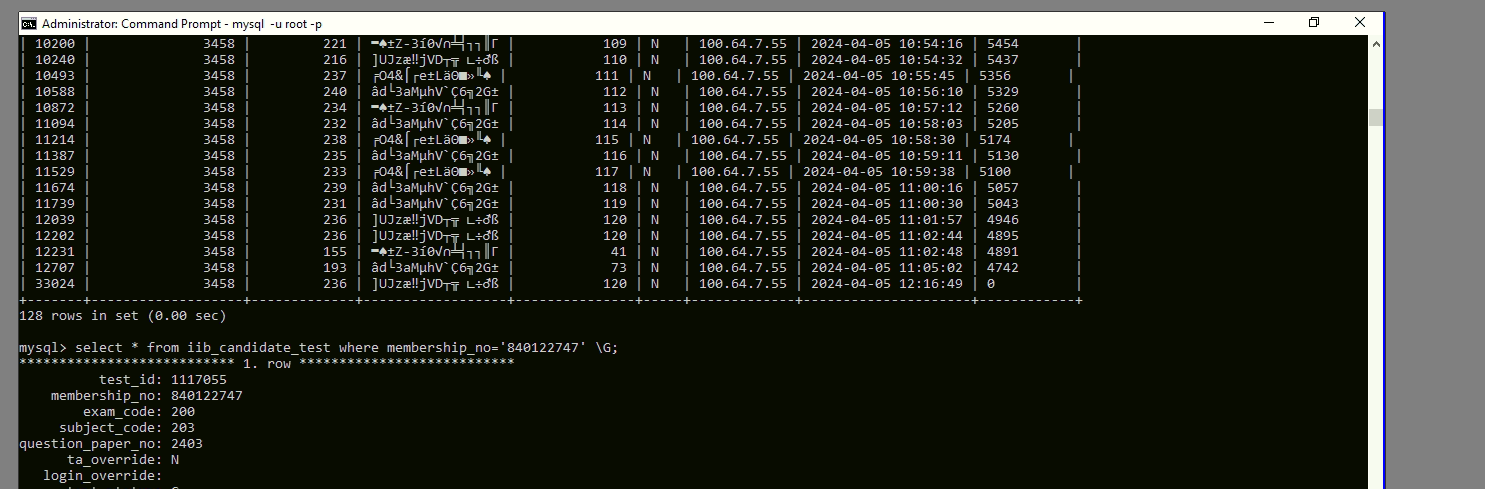 Administrator: Command Prompt - mysql -u root -p
| 10200 | 3458 | 221 | ━♠±Z-3í0√∩╩┤┐┐║Γ | 109 | N | 100.64.7.55 | 2024-04-05 10:54:16 | 5454 |
| 10240 | 3458 | 216 | ]UJzæ‼jVD┬╦ ∟÷ƌß | 110 | N | 100.64.7.55 | 2024-04-05 10:54:32 | 5437 |
| 10493 | 3458 | 237 | ╒O4&⌠┌e±LäΘ■»╙♠ | 111 | N | 100.64.7.55 | 2024-04-05 10:55:45 | 5356 |
| 10588 | 3458 | 240 | âd└3aMµhV`Ç6╗2G± | 112 | N | 100.64.7.55 | 2024-04-05 10:56:10 | 5329 |
| 10872 | 3458 | 234 | ━♠±Z-3í0√∩╩┤┐┐║Γ | 113 | N | 100.64.7.55 | 2024-04-05 10:57:12 | 5260 |
| 11094 | 3458 | 232 | âd└3aMµhV`Ç6╗2G± | 114 | N | 100.64.7.55 | 2024-04-05 10:58:03 | 5205 |
| 11214 | 3458 | 238 | ╒O4&⌠┌e±LäΘ■»╙♠ | 115 | N | 100.64.7.55 | 2024-04-05 10:58:30 | 5174 |
| 11387 | 3458 | 235 | âd└3aMµhV`Ç6╗2G± | 116 | N | 100.64.7.55 | 2024-04-05 10:59:11 | 5130 |
| 11529 | 3458 | 233 | ╒O4&⌠┌e±LäΘ■»╙♠ | 117 | N | 100.64.7.55 | 2024-04-05 10:59:38 | 5100 |
| 11674 | 3458 | 239 | âd└3aMµhV`Ç6╗2G± | 118 | N | 100.64.7.55 | 2024-04-05 11:00:16 | 5057 |
| 11739 | 3458 | 231 | âd└3aMµhV`Ç6╗2G± | 119 | N | 100.64.7.55 | 2024-04-05 11:00:30 | 5043 |
| 12039 | 3458 | 236 | ]UJzæ‼jVD┬╦ ∟÷ƌß | 120 | N | 100.64.7.55 | 2024-04-05 11:01:57 | 4946 |
| 12202 | 3458 | 236 | ]UJzæ‼jVD┬╦ ∟÷ƌß | 120 | N | 100.64.7.55 | 2024-04-05 11:02:44 | 4895 |
| 12231 | 3458 | 155 | ━♠±Z-3í0√∩╩┤┐┐║Γ | 41 | N | 100.64.7.55 | 2024-04-05 11:02:48 | 4891 |
| 12707 | 3458 | 193 | âd└3aMµhV`Ç6╗2G± | 73 | N | 100.64.7.55 | 2024-04-05 11:05:02 | 4742 |
| 33024 | 3458 | 236 | ]UJzæ‼jVD┬╦ ∟÷ƌß | 120 | N | 100.64.7.55 | 2024-04-05 12:16:49 | 0 |
+-------+------------------+-------------+------------------+---------------+-----+-------------+---------------------+------------+
128 rows in set (0.00 sec)
mysql> select * from iib_candidate_test where membership_no='840122747' \G;
*************************** 1. row ***************************
test_id: 1117055
membership_no: 840122747
exam_code: 200
subject_code: 203
question_paper_no: 2403
ta_override: N
login_override: